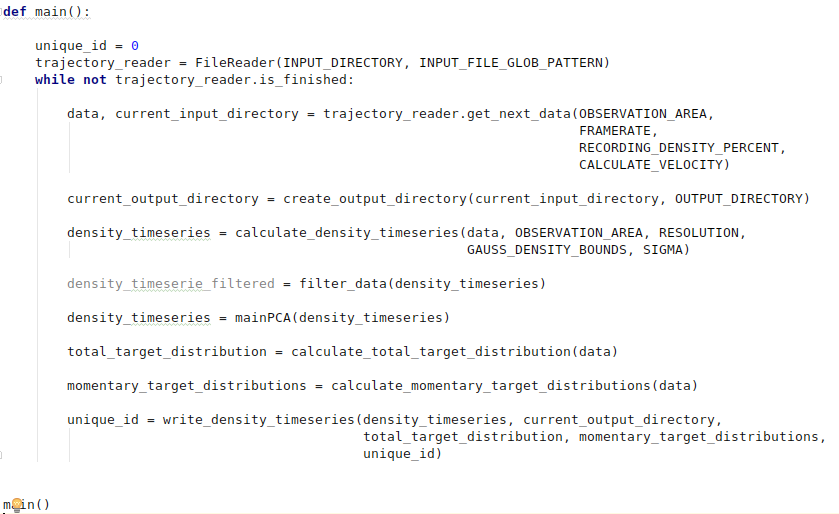 def main():
unique_id = 0
trajectory_reader = FileReader(INPUT_DIRECTORY, INPUT_FILE_GLOB_PATTERN)
while not trajectory_reader.is_finished:
data, current_input_directory = trajectory_reader.get_next_data(OBSERVATION_AREA,
FRAMERATE,
RECORDING_DENSITY_PERCENT,
CALCULATE_VELOCITY)
current_output_directory = create_output_directory(current_input_directory, OUTPUT_DIRECTORY)
density_timeseries = calculate_density_timeseries(data, OBSERVATION_AREA, RESOLUTION,
GAUSS_DENSITY_BOUNDS, SIGMA)
density_timeserie_filtered = filter_data(density_timeseries)
density_timeseries = mainPCA(density_timeseries)
total_target_distribution = calculate_total_target_distribution(data)
momentary_target_distributions = calculate_momentary_target_distributions(data)
unique_id = write_density_timeseries(density_timeseries, current_output_directory,
total_target_distribution, momentary_target_distributions,
unique_id)
main()